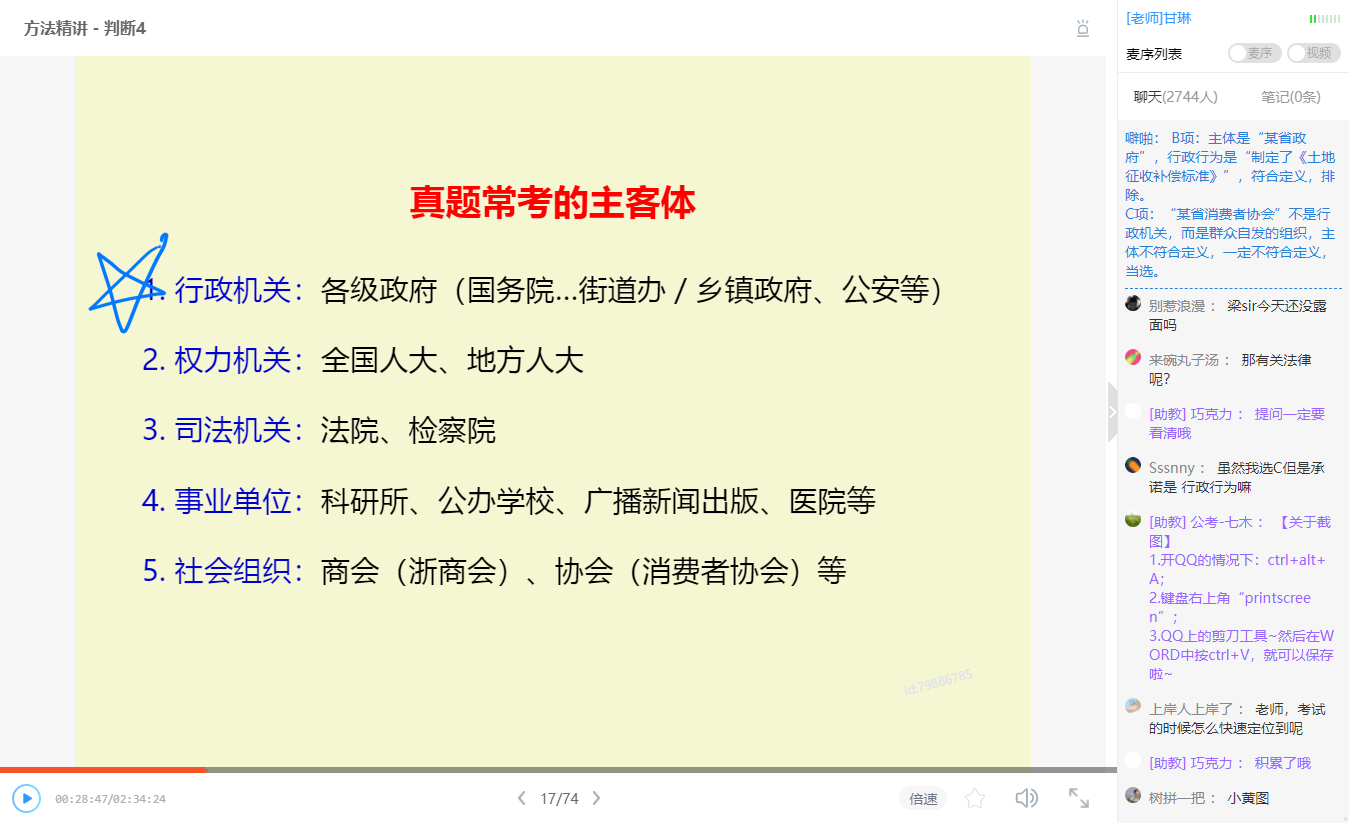 方法精讲 - 判断4
真题常考的主客体
1. 行政机关：各级政府（国务院...街道办 / 乡镇政府、公安等）
2. 权力机关：全国人大、地方人大
3. 司法机关：法院、检察院
4. 事业单位：科研所、公办学校、广播新闻出版、医院等
5. 社会组织：商会（浙商会）、协会（消费者协会）等
id:79886785
00:28:47/02:34:24
17/74
倍速
[老师]甘琳
麦序列表
麦序
视频
聊天(2744人)
笔记(0条)
噼啪： B项：主体是“某省政
府”，行政行为是“制定了《土地
征收补偿标准》”，符合定义，排
除。
C项：“某省消费者协会”不是行
政机关，而是群众自发的组织，主
体不符合定义，一定不符合定义，
当选。
别惹浪漫： 梁sir今天还没露
面吗
来碗丸子汤： 那有关法律
呢?
[助教] 巧克力： 提问一定要
看清哦
Sssnny： 虽然我选C但是承
诺是 行政行为嘛
[助教] 公考-七木： 【关于截
图】
1.开QQ的情况下：ctrl+alt+
A；
2.键盘右上角“printscree
n”；
3.QQ上的剪刀工具~然后在W
ORD中按ctrl+V，就可以保存
啦~
上岸人上岸了： 老师，考试
的时候怎么快速定位到呢
[助教] 巧克力： 积累了哦
树拼一把： 小黄图